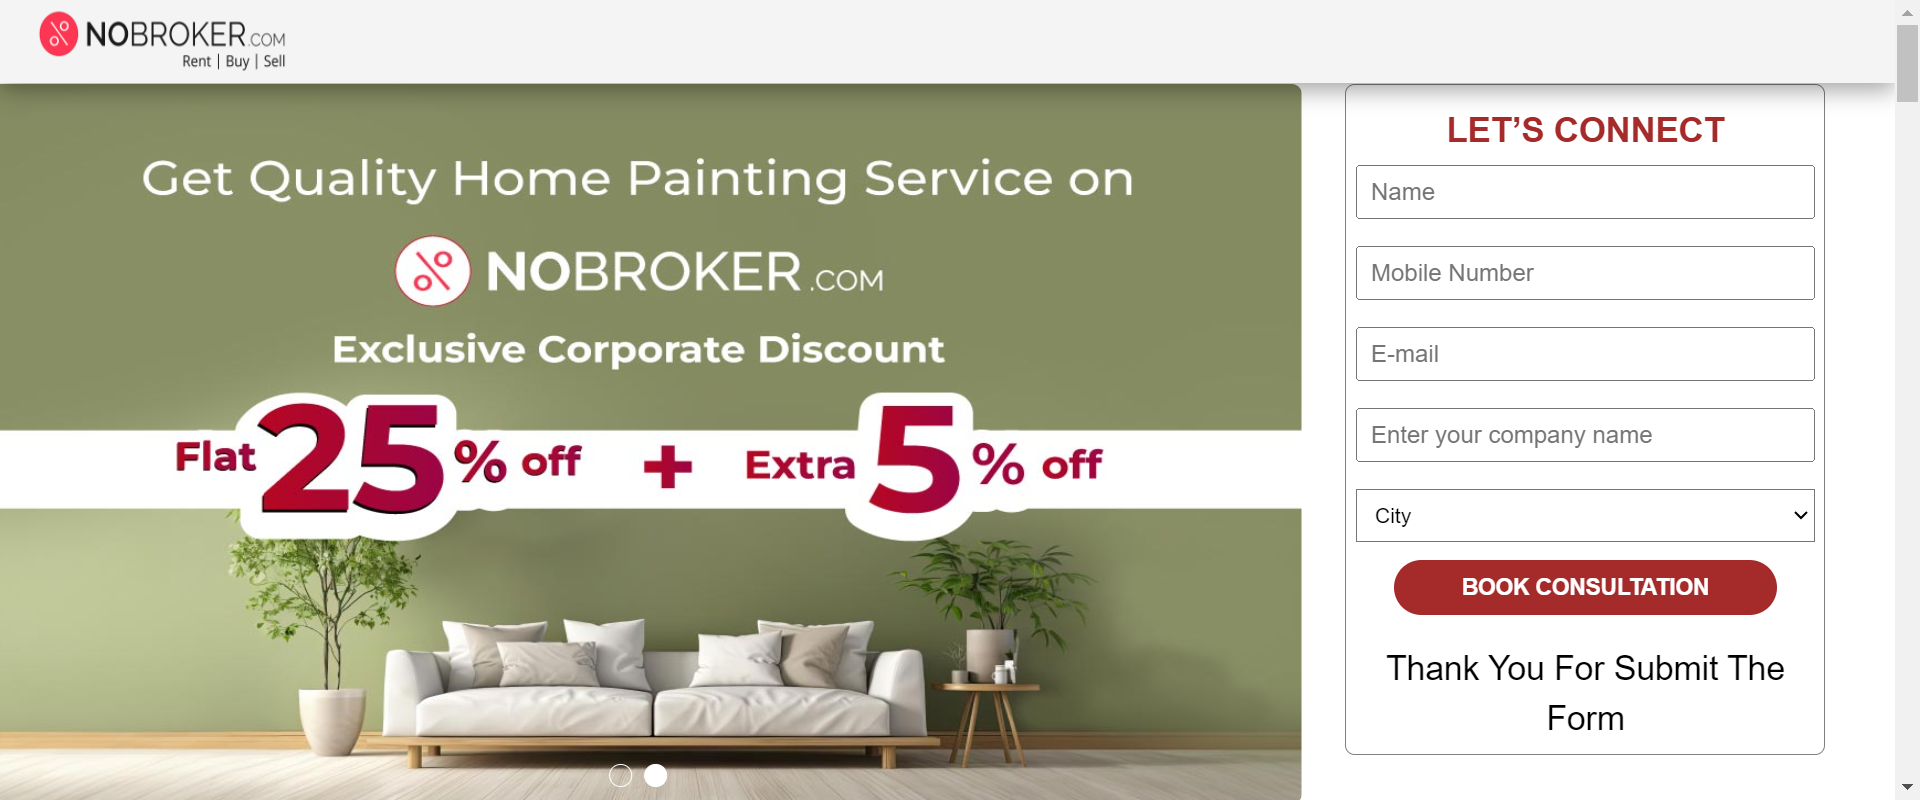 NOBROKER.COM
Rent | Buy | Sell
Get Quality Home Painting Service on
NOBROKER.COM
Exclusive Corporate Discount
Flat 25% off + Extra 5% off
LET’S CONNECT
Name
Mobile Number
E-mail
Enter your company name
City
BOOK CONSULTATION
Thank You For Submit The
Form